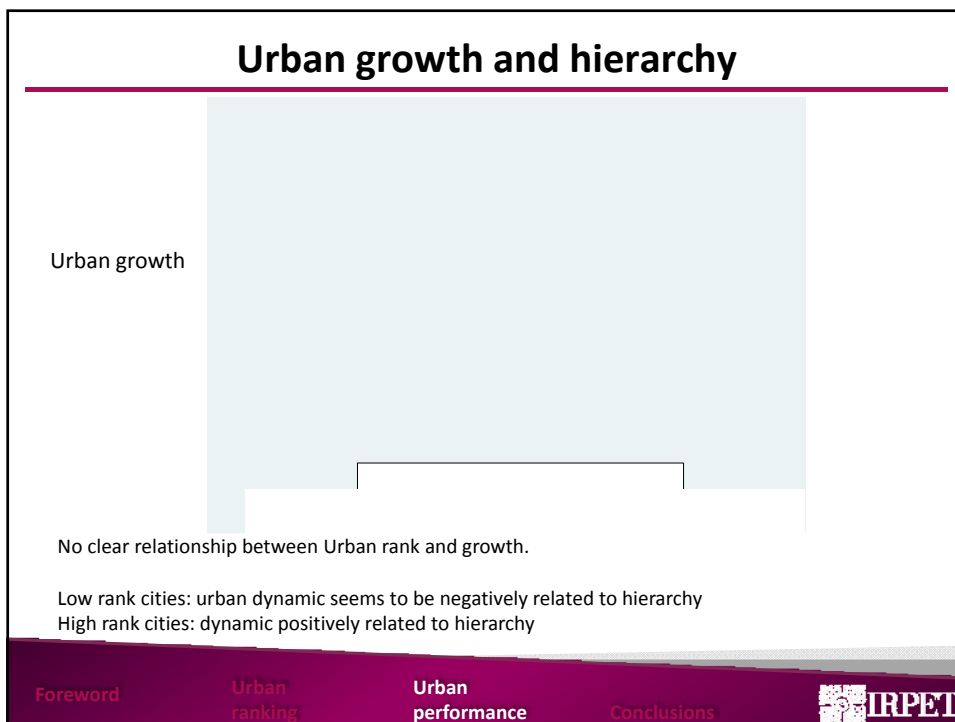 Urban growth and hierarchy
Urban growth
No clear relationship between Urban rank and growth.
Low rank cities: urban dynamic seems to be negatively related to hierarchy
High rank cities: dynamic positively related to hierarchy
Foreword
Urban
ranking
Urban
performance
Conclusions
IRPET